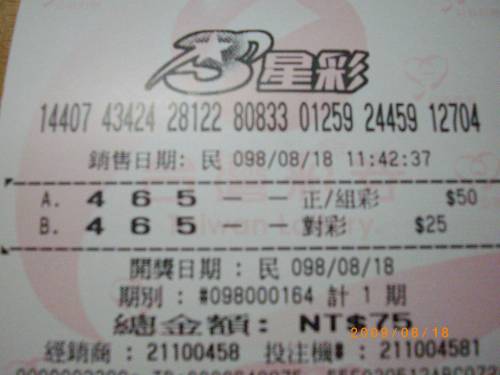 3星彩
14407 43424 28122 80833 01259 24459 12704
銷售日期: 民 098/08/18 11:42:37
A. 4 6 5 – – 正/組彩 $50
B. 4 6 5 – – 對彩 $25
Taiwan Lottery
開獎日期 : 民 098/08/18
期別 : #098000164 計 1 期
總金額: NT$75
2009/08/18
經銷商 : 21100458 投注機# : 211004581